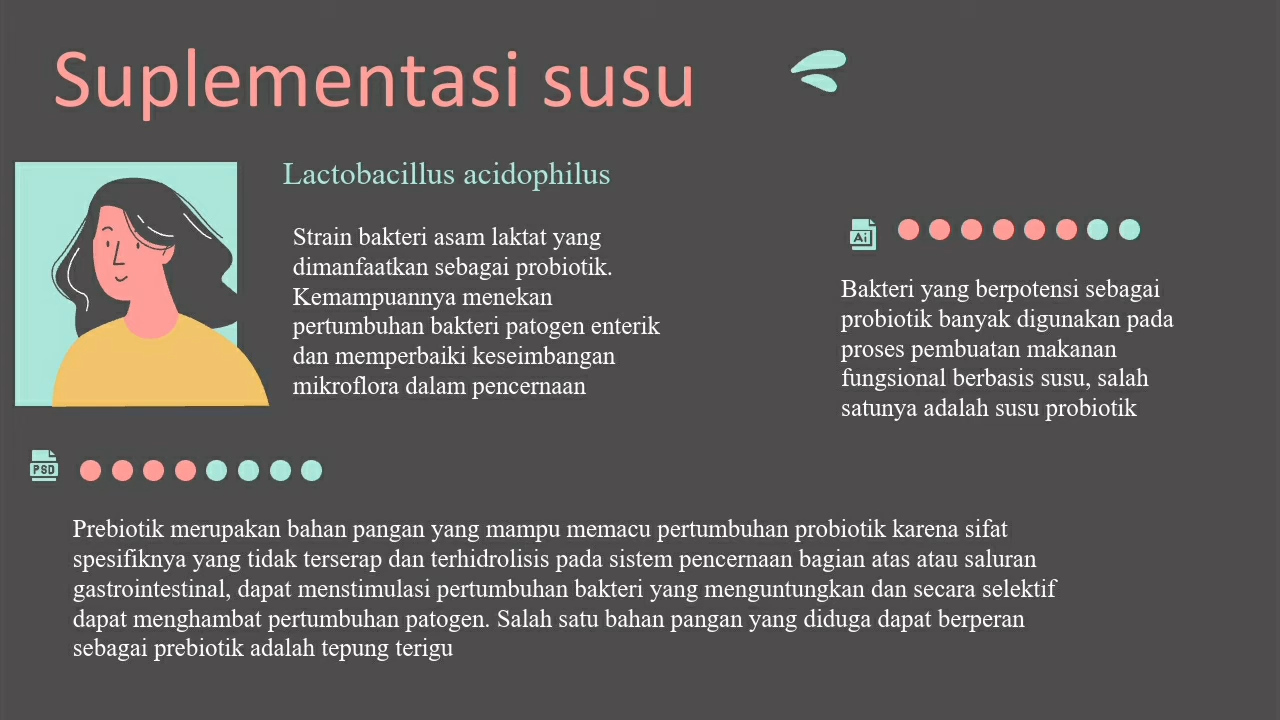 Suplementasi susu
Lactobacillus acidophilus
Strain bakteri asam laktat yang
dimanfaatkan sebagai probiotik.
Kemampuannya menekan
pertumbuhan bakteri patogen enterik
dan memperbaiki keseimbangan
mikroflora dalam pencernaan
Ai
Bakteri yang berpotensi sebagai
probiotik banyak digunakan pada
proses pembuatan makanan
fungsional berbasis susu, salah
satunya adalah susu probiotik
PSD
Prebiotik merupakan bahan pangan yang mampu memacu pertumbuhan probiotik karena sifat
spesifiknya yang tidak terserap dan terhidrolisis pada sistem pencernaan bagian atas atau saluran
gastrointestinal, dapat menstimulasi pertumbuhan bakteri yang menguntungkan dan secara selektif
dapat menghambat pertumbuhan patogen. Salah satu bahan pangan yang diduga dapat berperan
sebagai prebiotik adalah tepung terigu